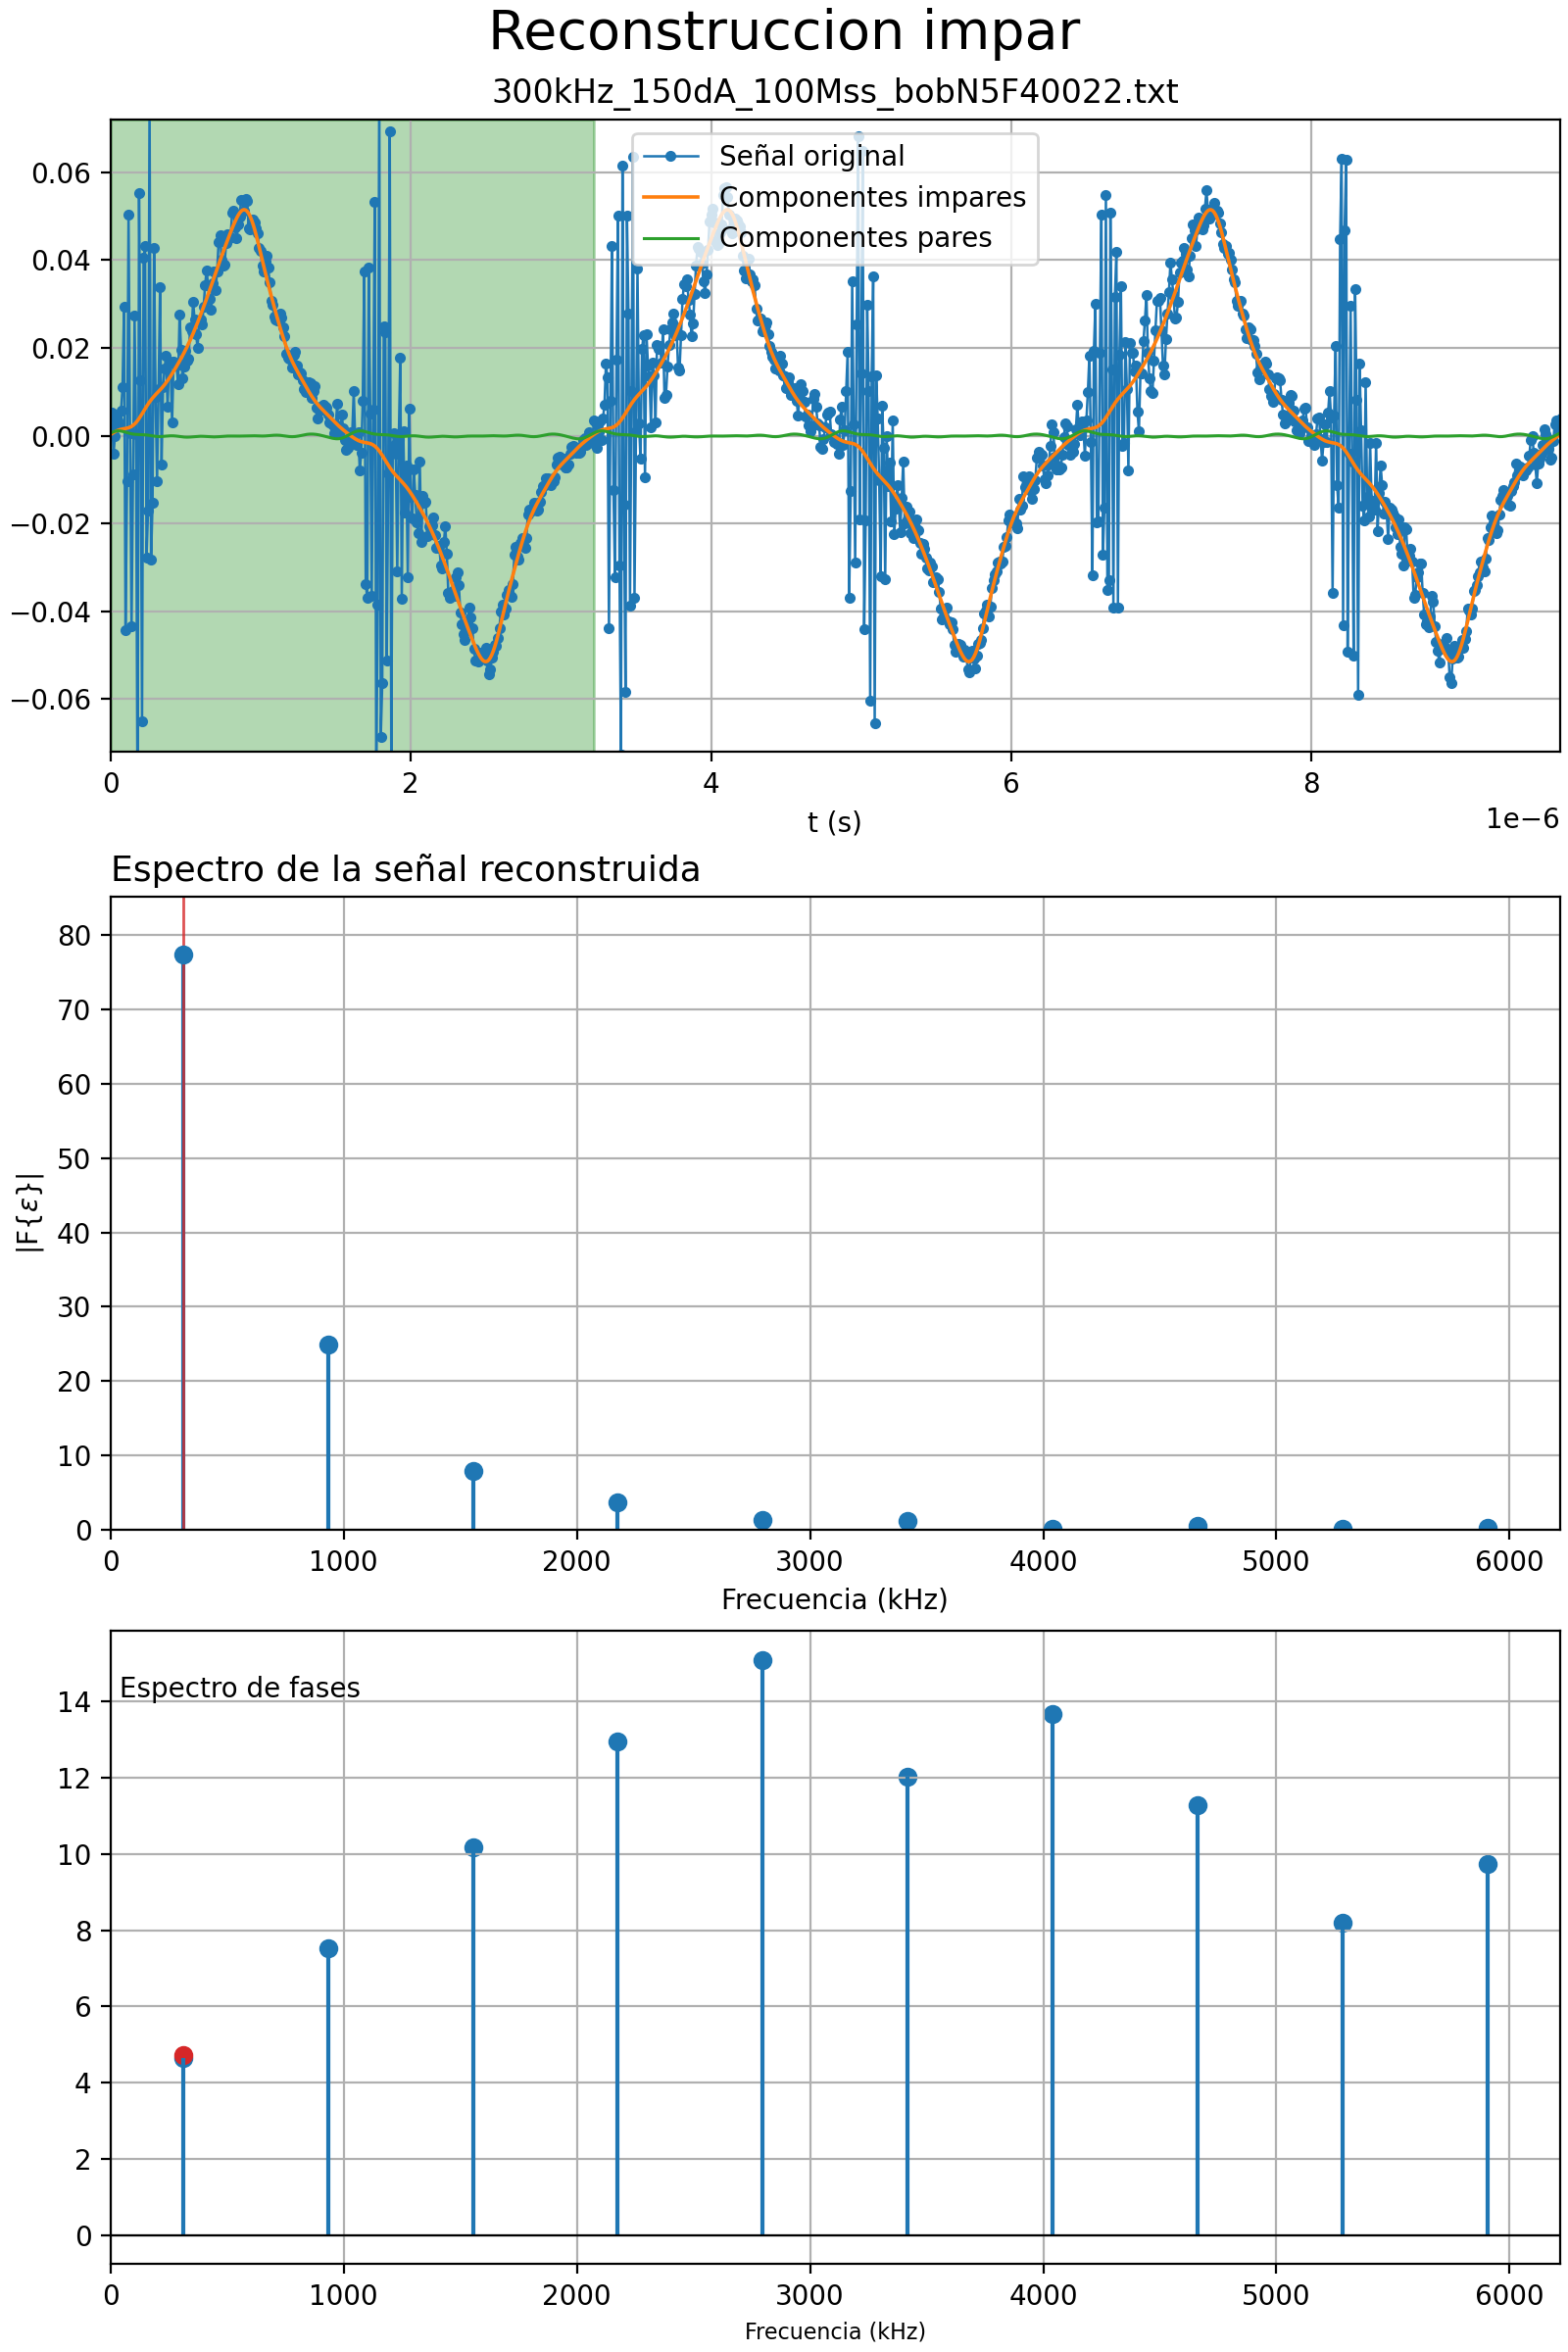 Reconstruccion impar
300kHz_150dA_100Mss_bobN5F40022.txt
Señal original
Componentes impares
Componentes pares
0.06
0.04
0.02
0.00
−0.02
−0.04
−0.06
0 2 4 6 8
t (s)
1e−6
Espectro de la señal reconstruida
80
70
60
50
40
30
20
10
0
|F{ε}|
0 1000 2000 3000 4000 5000 6000
Frecuencia (kHz)
Espectro de fases
14
12
10
8
6
4
2
0
0 1000 2000 3000 4000 5000 6000
Frecuencia (kHz)